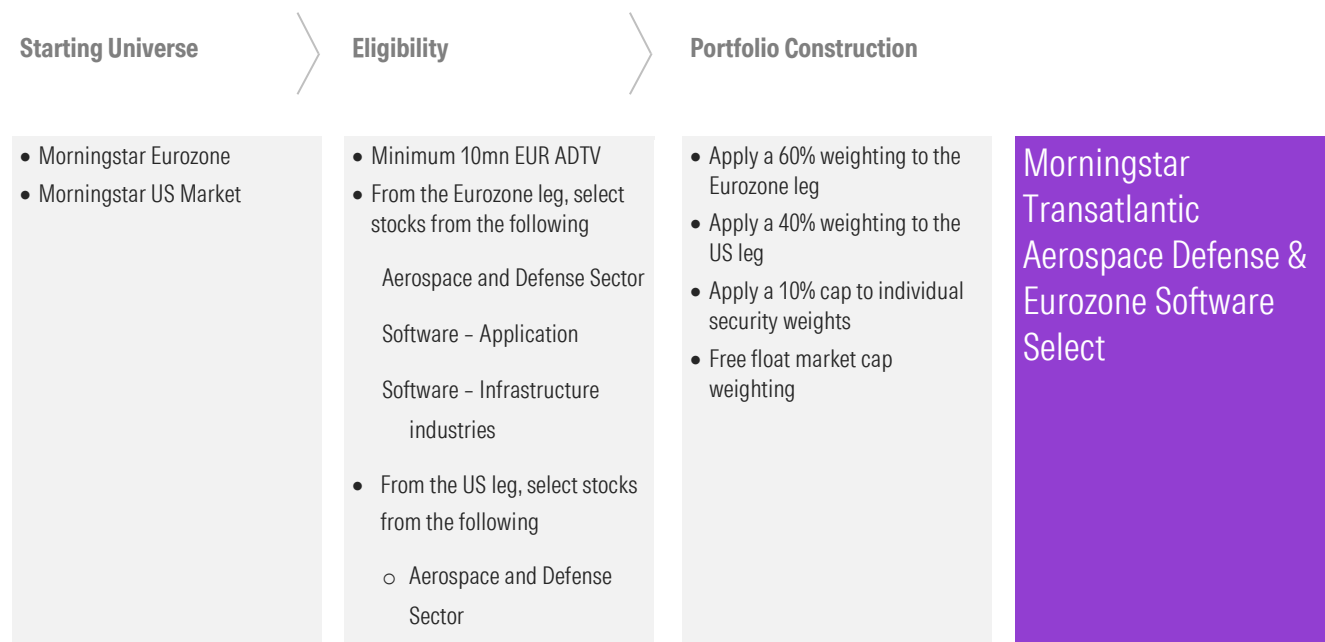 Starting Universe
Eligibility
Portfolio Construction
• Morningstar Eurozone
• Morningstar US Market
• Minimum 10mn EUR ADTV
• From the Eurozone leg, select
stocks from the following
Aerospace and Defense Sector
Software – Application
Software – Infrastructure
industries
• From the US leg, select stocks
from the following
o Aerospace and Defense
Sector
• Apply a 60% weighting to the
Eurozone leg
• Apply a 40% weighting to the
US leg
• Apply a 10% cap to individual
security weights
• Free float market cap
weighting
Morningstar
Transatlantic
Aerospace Defense &
Eurozone Software
Select